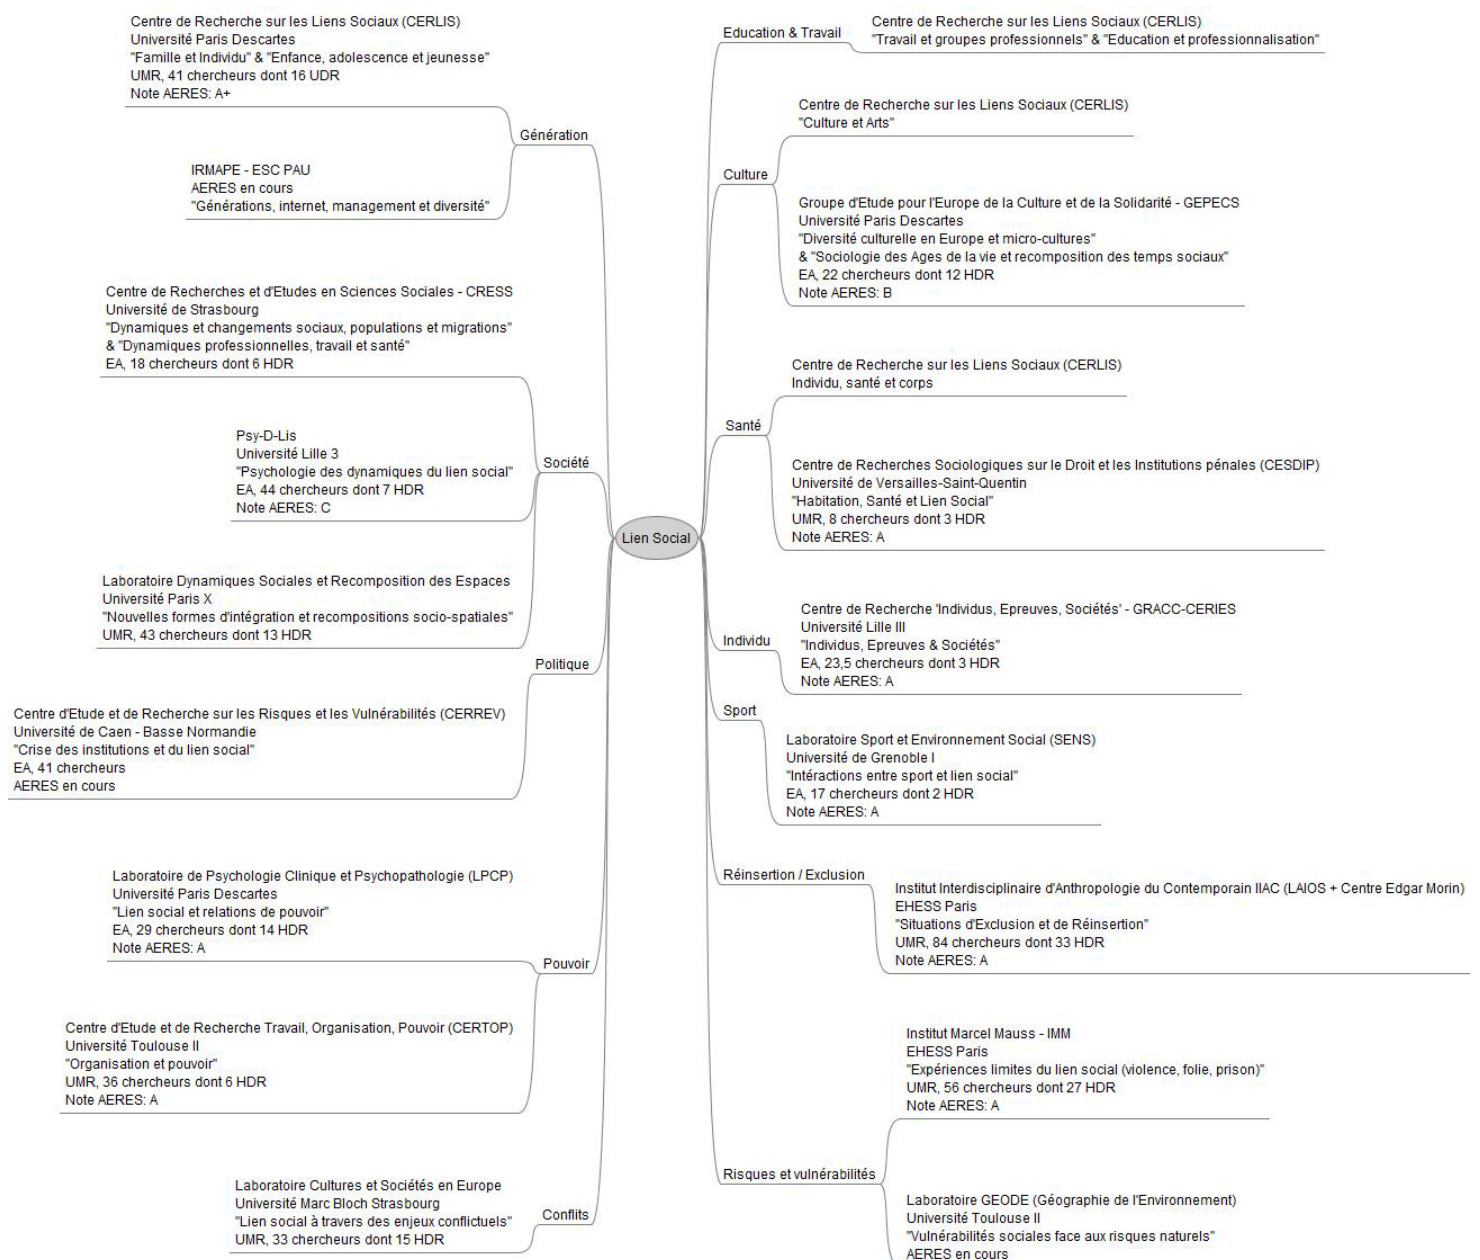 Centre de Recherche sur les Liens Sociaux (CERLIS)
Université Paris Descartes
"Famille et Individu" & "Enfance, adolescence et jeunesse"
UMR, 41 chercheurs dont 16 UDR
Note AERES: A+
Génération
IRMAPE - ESC PAU
AERES en cours
"Générations, internet, management et diversité"
Centre de Recherches et d'Etudes en Sciences Sociales - CRESS
Université de Strasbourg
"Dynamiques et changements sociaux, populations et migrations"
& "Dynamiques professionnelles, travail et santé"
EA, 18 chercheurs dont 6 HDR
Psy-D-Lis
Université Lille 3
"Psychologie des dynamiques du lien social"
EA, 44 chercheurs dont 7 HDR
Note AERES: C
Société
Laboratoire Dynamiques Sociales et Recomposition des Espaces
Université Paris X
"Nouvelles formes d'intégration et recompositions socio-spatiales"
UMR, 43 chercheurs dont 13 HDR
Politique
Centre d'Etude et de Recherche sur les Risques et les Vulnérabilités (CERREV)
Université de Caen - Basse Normandie
"Crise des institutions et du lien social"
EA, 41 chercheurs
AERES en cours
Laboratoire de Psychologie Clinique et Psychopathologie (LPCP)
Université Paris Descartes
"Lien social et relations de pouvoir"
EA, 29 chercheurs dont 14 HDR
Note AERES: A
Pouvoir
Centre d'Etude et de Recherche Travail, Organisation, Pouvoir (CERTOP)
Université Toulouse II
"Organisation et pouvoir"
UMR, 36 chercheurs dont 6 HDR
Note AERES: A
Laboratoire Cultures et Sociétés en Europe
Université Marc Bloch Strasbourg
"Lien social à travers des enjeux conflictuels"
UMR, 33 chercheurs dont 15 HDR
Conflits
Lien Social
Education & Travail
Centre de Recherche sur les Liens Sociaux (CERLIS)
"Travail et groupes professionnels" & "Education et professionnalisation"
Culture
Centre de Recherche sur les Liens Sociaux (CERLIS)
"Culture et Arts"
Groupe d'Etude pour l'Europe de la Culture et de la Solidarité - GEPECS
Université Paris Descartes
"Diversité culturelle en Europe et micro-cultures"
& "Sociologie des Ages de la vie et recomposition des temps sociaux"
EA, 22 chercheurs dont 12 HDR
Note AERES: B
Santé
Centre de Recherche sur les Liens Sociaux (CERLIS)
Individu, santé et corps
Centre de Recherches Sociologiques sur le Droit et les Institutions pénales (CESDIP)
Université de Versailles-Saint-Quentin
"Habitation, Santé et Lien Social"
UMR, 8 chercheurs dont 3 HDR
Note AERES: A
Individu
Centre de Recherche 'Individus, Epreuves, Sociétés' - GRACC-CERIES
Université Lille III
"Individus, Epreuves & Sociétés"
EA, 23,5 chercheurs dont 3 HDR
Note AERES: A
Sport
Laboratoire Sport et Environnement Social (SENS)
Université de Grenoble I
"Intéractions entre sport et lien social"
EA, 17 chercheurs dont 2 HDR
Note AERES: A
Réinsertion / Exclusion
Institut Interdisciplinaire d'Anthropologie du Contemporain IIAC (LAIOS + Centre Edgar Morin)
EHESS Paris
"Situations d'Exclusion et de Réinsertion"
UMR, 84 chercheurs dont 33 HDR
Note AERES: A
Risques et vulnérabilités
Institut Marcel Mauss - IMM
EHESS Paris
"Expériences limites du lien social (violence, folie, prison)"
UMR, 56 chercheurs dont 27 HDR
Note AERES: A
Laboratoire GEODE (Géographie de l'Environnement)
Université Toulouse II
"Vulnérabilités sociales face aux risques naturels"
AERES en cours